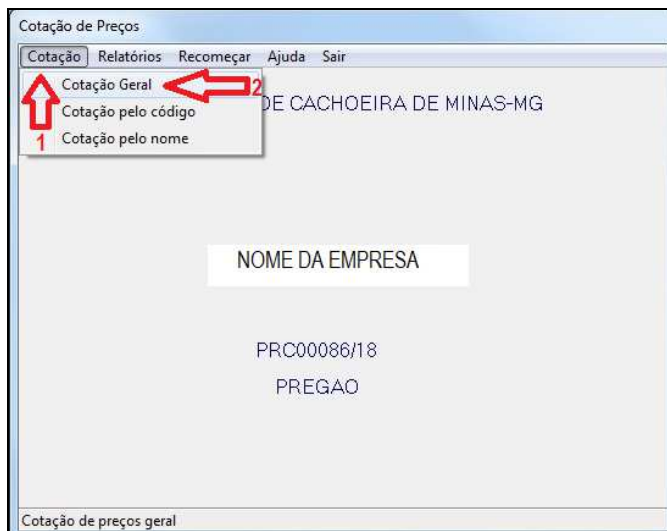 Cotação de Preços
Cotação Relatórios Recomeçar Ajuda Sair
Cotação Geral 2
DE CACHOEIRA DE MINAS-MG
Cotação pelo código
1 Cotação pelo nome
NOME DA EMPRESA
PRC00086/18
PREGAO
Cotação de preços geral